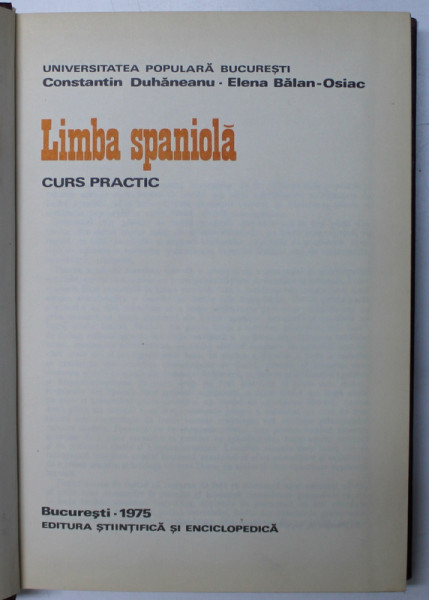 UNIVERSITATEA POPULARĂ BUCUREȘTI
Constantin Duhăneanu · Elena Bălan-Osiac
Limba spaniolă
CURS PRACTIC
București · 1975
EDITURA ȘTIINȚIFICĂ ȘI ENCICLOPEDICĂ